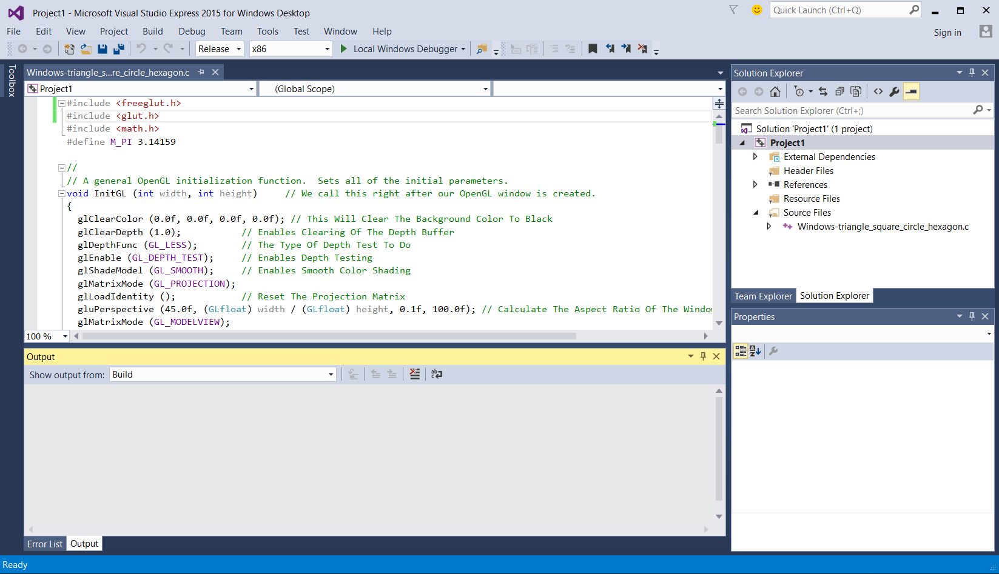 Project1 - Microsoft Visual Studio Express 2015 for Windows Desktop
Quick Launch (Ctrl+Q)
File Edit View Project Build Debug Team Tools Test Window Help
Sign in
Release x86 Local Windows Debugger
Toolbox
Windows-triangle_s...re_circle_hexagon.c
Project1 (Global Scope)
#include <freeglut.h>
#include <glut.h>
#include <math.h>
#define M_PI 3.14159
//
// A general OpenGL initialization function.  Sets all of the initial parameters.
void InitGL (int width, int height)     // We call this right after our OpenGL window is created.
{
glClearColor (0.0f, 0.0f, 0.0f, 0.0f); // This Will Clear The Background Color To Black
glClearDepth (1.0);           // Enables Clearing Of The Depth Buffer
glDepthFunc (GL_LESS);        // The Type Of Depth Test To Do
glEnable (GL_DEPTH_TEST);     // Enables Depth Testing
glShadeModel (GL_SMOOTH);     // Enables Smooth Color Shading
glMatrixMode (GL_PROJECTION);
glLoadIdentity ();            // Reset The Projection Matrix
gluPerspective (45.0f, (GLfloat) width / (GLfloat) height, 0.1f, 100.0f); // Calculate The Aspect Ratio Of The Windo
glMatrixMode (GL_MODELVIEW);
100 %
Output
Show output from: Build
Error List Output
Solution Explorer
Search Solution Explorer (Ctrl+;)
Solution 'Project1' (1 project)
Project1
External Dependencies
Header Files
References
Resource Files
Source Files
Windows-triangle_square_circle_hexagon.c
Team Explorer Solution Explorer
Properties
Ready